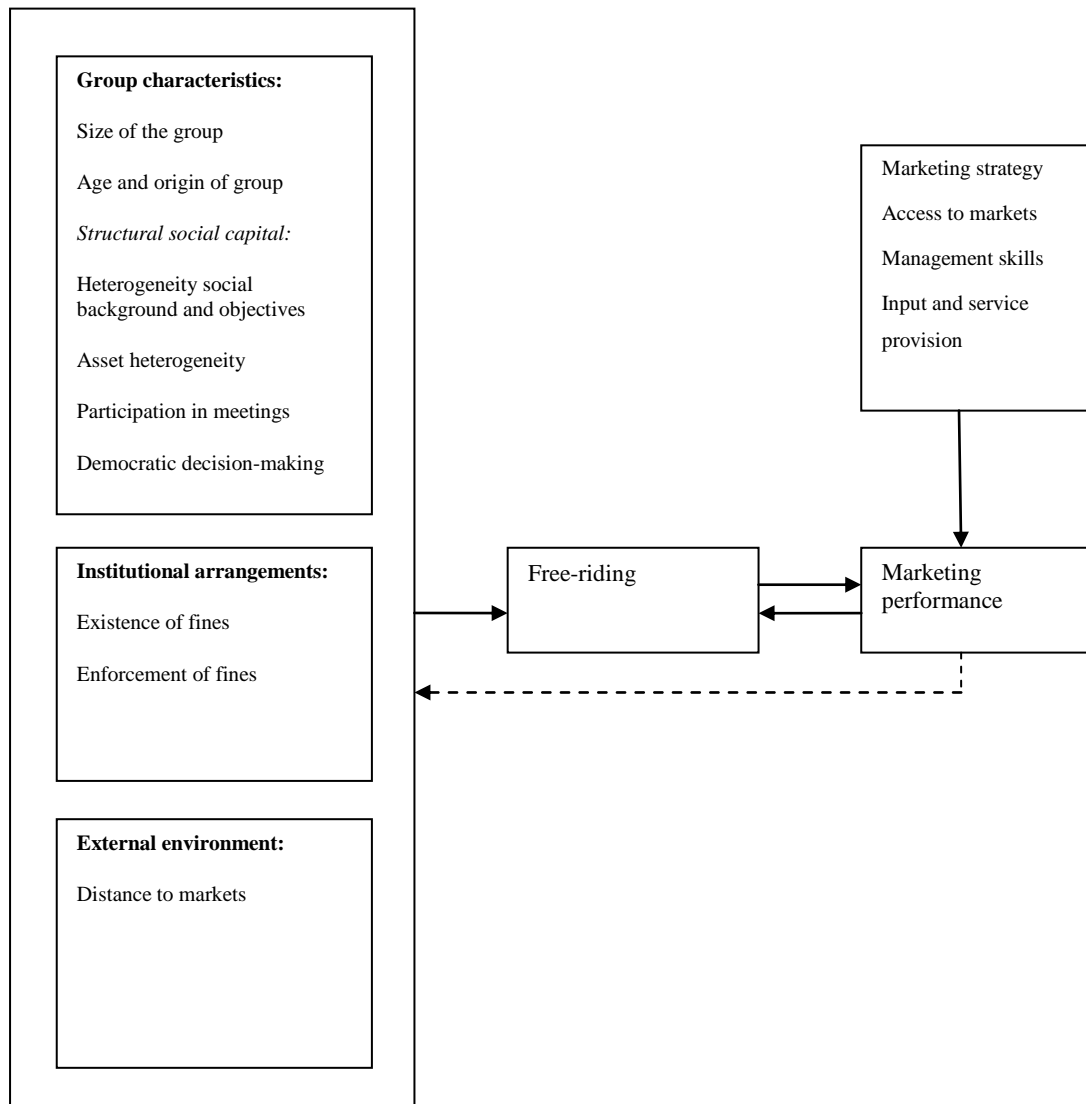 Group characteristics:
Size of the group
Age and origin of group
Structural social capital:
Heterogeneity social
background and objectives
Asset heterogeneity
Participation in meetings
Democratic decision-making
Institutional arrangements:
Existence of fines
Enforcement of fines
External environment:
Distance to markets
Free-riding
Marketing strategy
Access to markets
Management skills
Input and service
provision
Marketing
performance